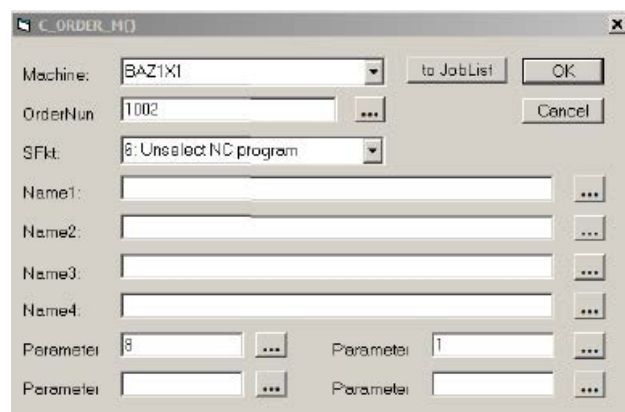 C_ORDER_M()
Machine: BAZ1X1 to JobList OK
OrderNun 1002 ... Cancel
SFkt: 6: Unselect NC program
Name1: ...
Name2: ...
Name3: ...
Name4: ...
Parameter 8 ... Parameter 1 ...
Parameter ... Parameter ...